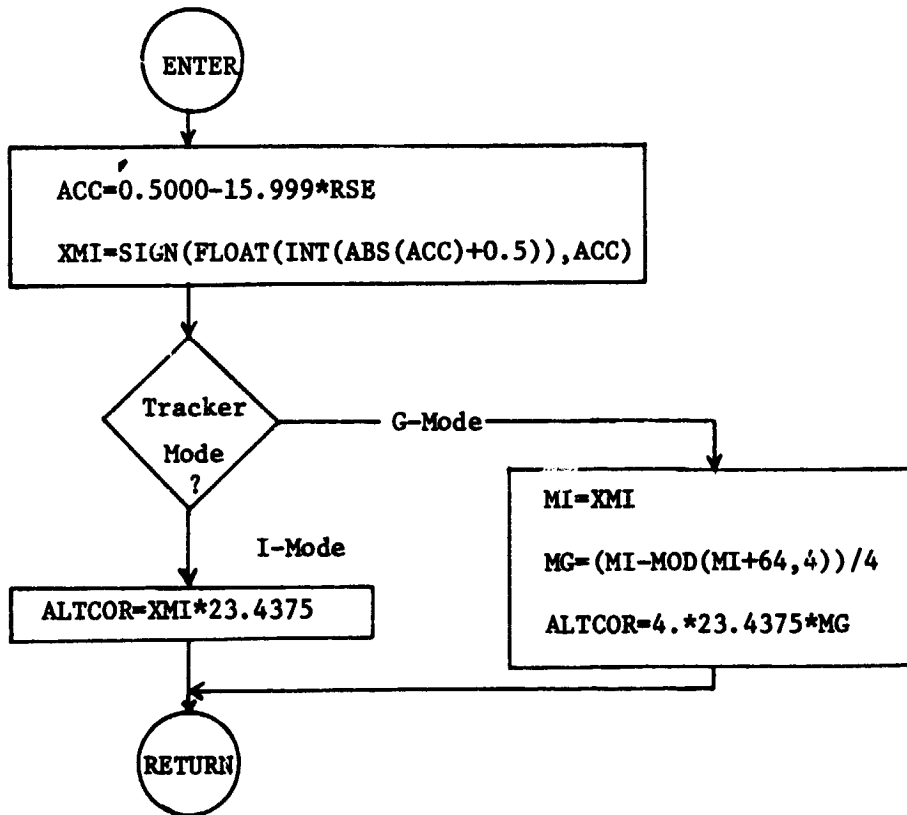 ENTER
ACC=0.5000-15.999*RSE
XMI=SIGN(FLOAT(INT(ABS(ACC)+0.5)),ACC)
Tracker
Mode
?
G-Mode
I-Mode
MI=XMI
MG=(MI-MOD(MI+64,4))/4
ALTCOR=4.*23.4375*MG
ALTCOR=XMI*23.4375
RETURN